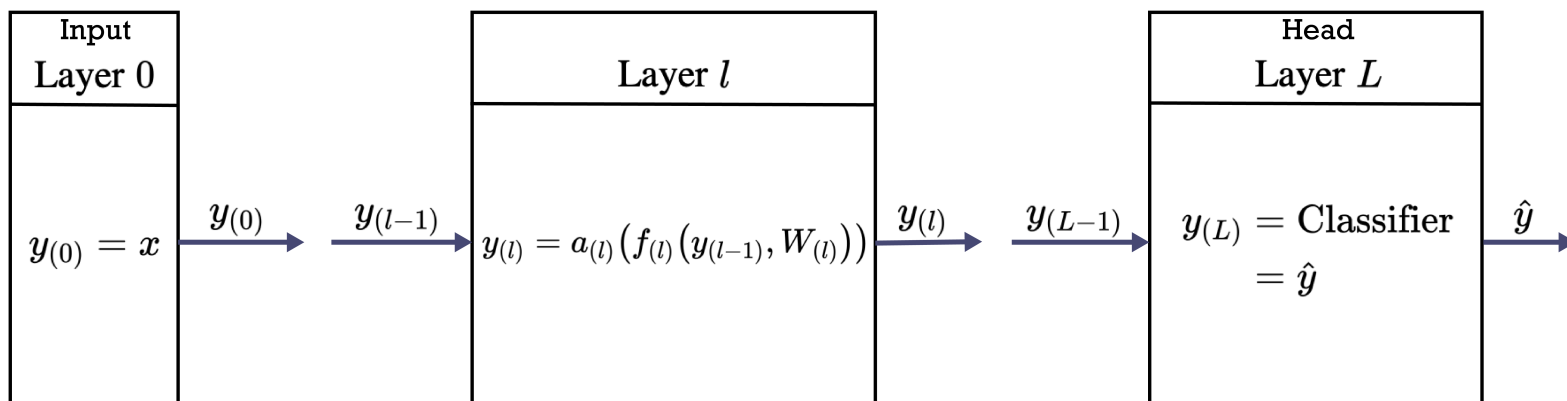 Input
Layer 0
y_{(0)} = x
y_{(0)}
y_{(l-1)}
Layer l
y_{(l)} = a_{(l)}(f_{(l)}(y_{(l-1)}, W_{(l)}))
y_{(l)}
y_{(L-1)}
Head
Layer L
y_{(L)} = Classifier
= ŷ
ŷ